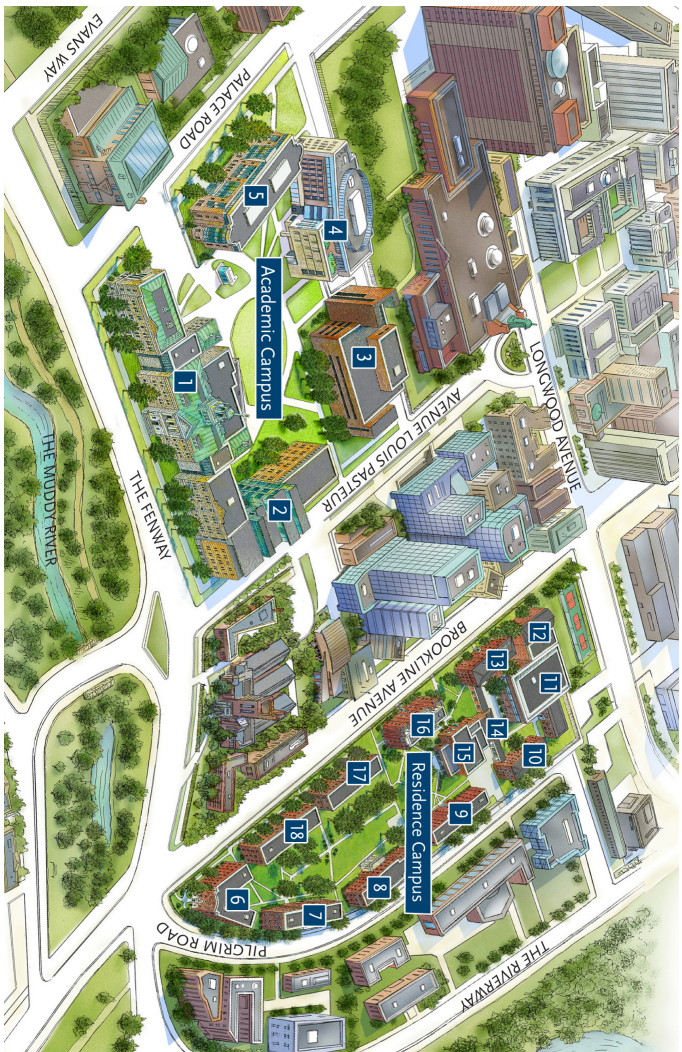 EVANS WAY
PALACE ROAD
5
4
Academic Campus
3
1
2
THE MUDDY RIVER
THE FENWAY
AVENUE LOUIS PASTEUR
LONGWOOD AVENUE
BROOKLINE AVENUE
12
13
11
14
10
16
15
Residence Campus
17
9
18
8
6
7
PILGRIM ROAD
THE RIVERWAY